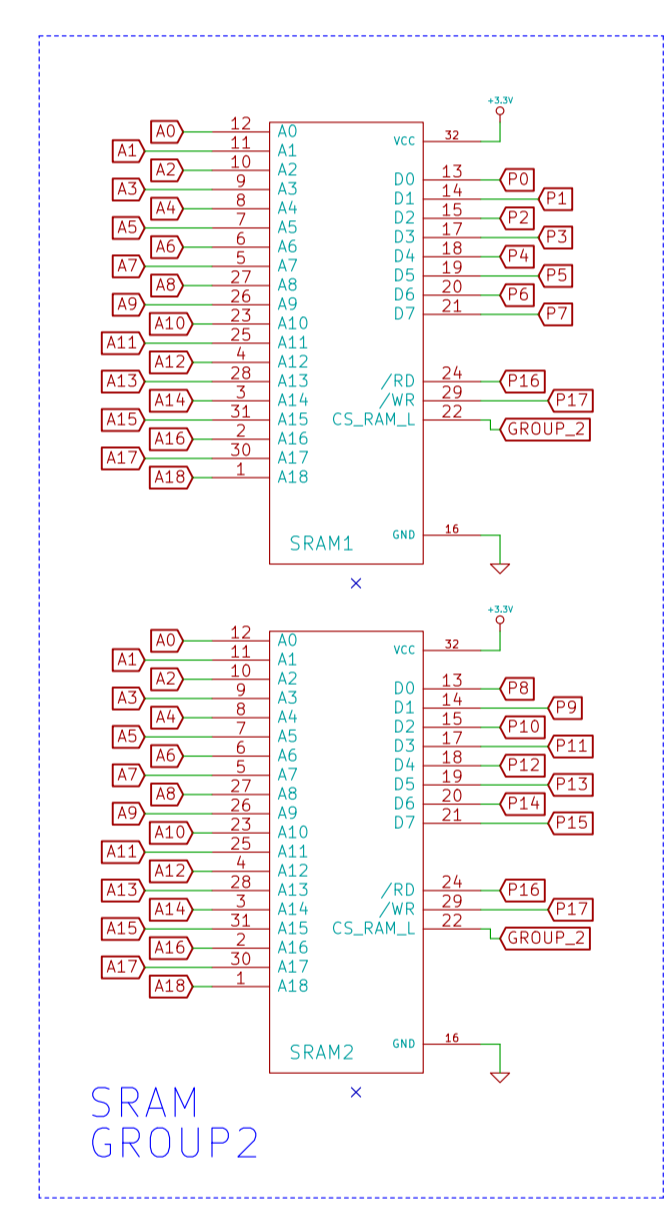 +3.3V
A0 12 A0 VCC 32
A1 11 A1
A2 10 A2 D0 13 P0
A3 9 A3 D1 14 P1
A4 8 A4 D2 15 P2
A5 7 A5 D3 17 P3
A6 6 A6 D4 18 P4
A7 5 A7 D5 19 P5
A8 27 A8 D6 20 P6
A9 26 A9 D7 21 P7
A10 23 A10
A11 25 A11
A12 4 A12
A13 28 A13 /RD 24 P16
A14 3 A14 /WR 29 P17
A15 31 A15 CS_RAM_L 22 GROUP_2
A16 2 A16
A17 30 A17
A18 1 A18
SRAM1 GND 16
+3.3V
A0 12 A0 VCC 32
A1 11 A1
A2 10 A2 D0 13 P8
A3 9 A3 D1 14 P9
A4 8 A4 D2 15 P10
A5 7 A5 D3 17 P11
A6 6 A6 D4 18 P12
A7 5 A7 D5 19 P13
A8 27 A8 D6 20 P14
A9 26 A9 D7 21 P15
A10 23 A10
A11 25 A11
A12 4 A12
A13 28 A13 /RD 24 P16
A14 3 A14 /WR 29 P17
A15 31 A15 CS_RAM_L 22 GROUP_2
A16 2 A16
A17 30 A17
A18 1 A18
SRAM2 GND 16
SRAM
GROUP2